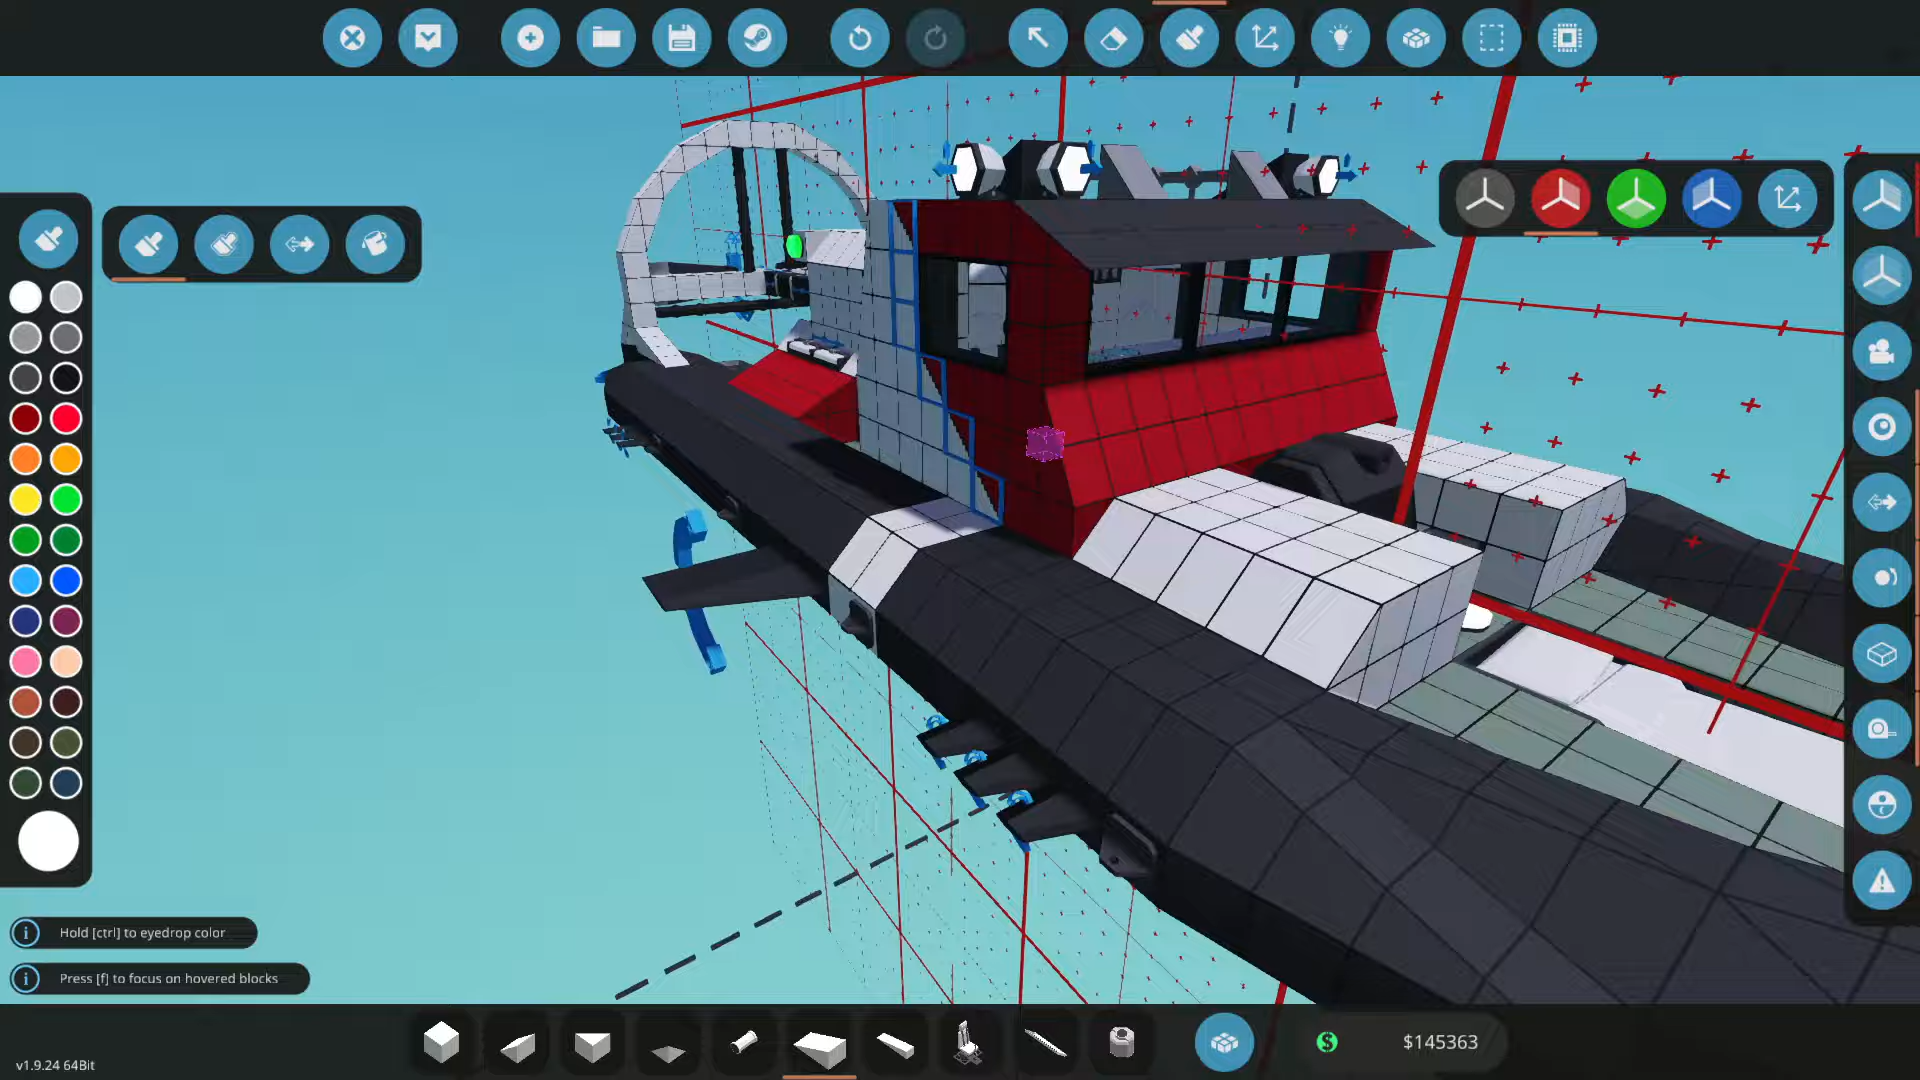 Hold [ctrl] to eyedrop color
Press [f] to focus on hovered blocks
$145363
v1.9.24 64Bit